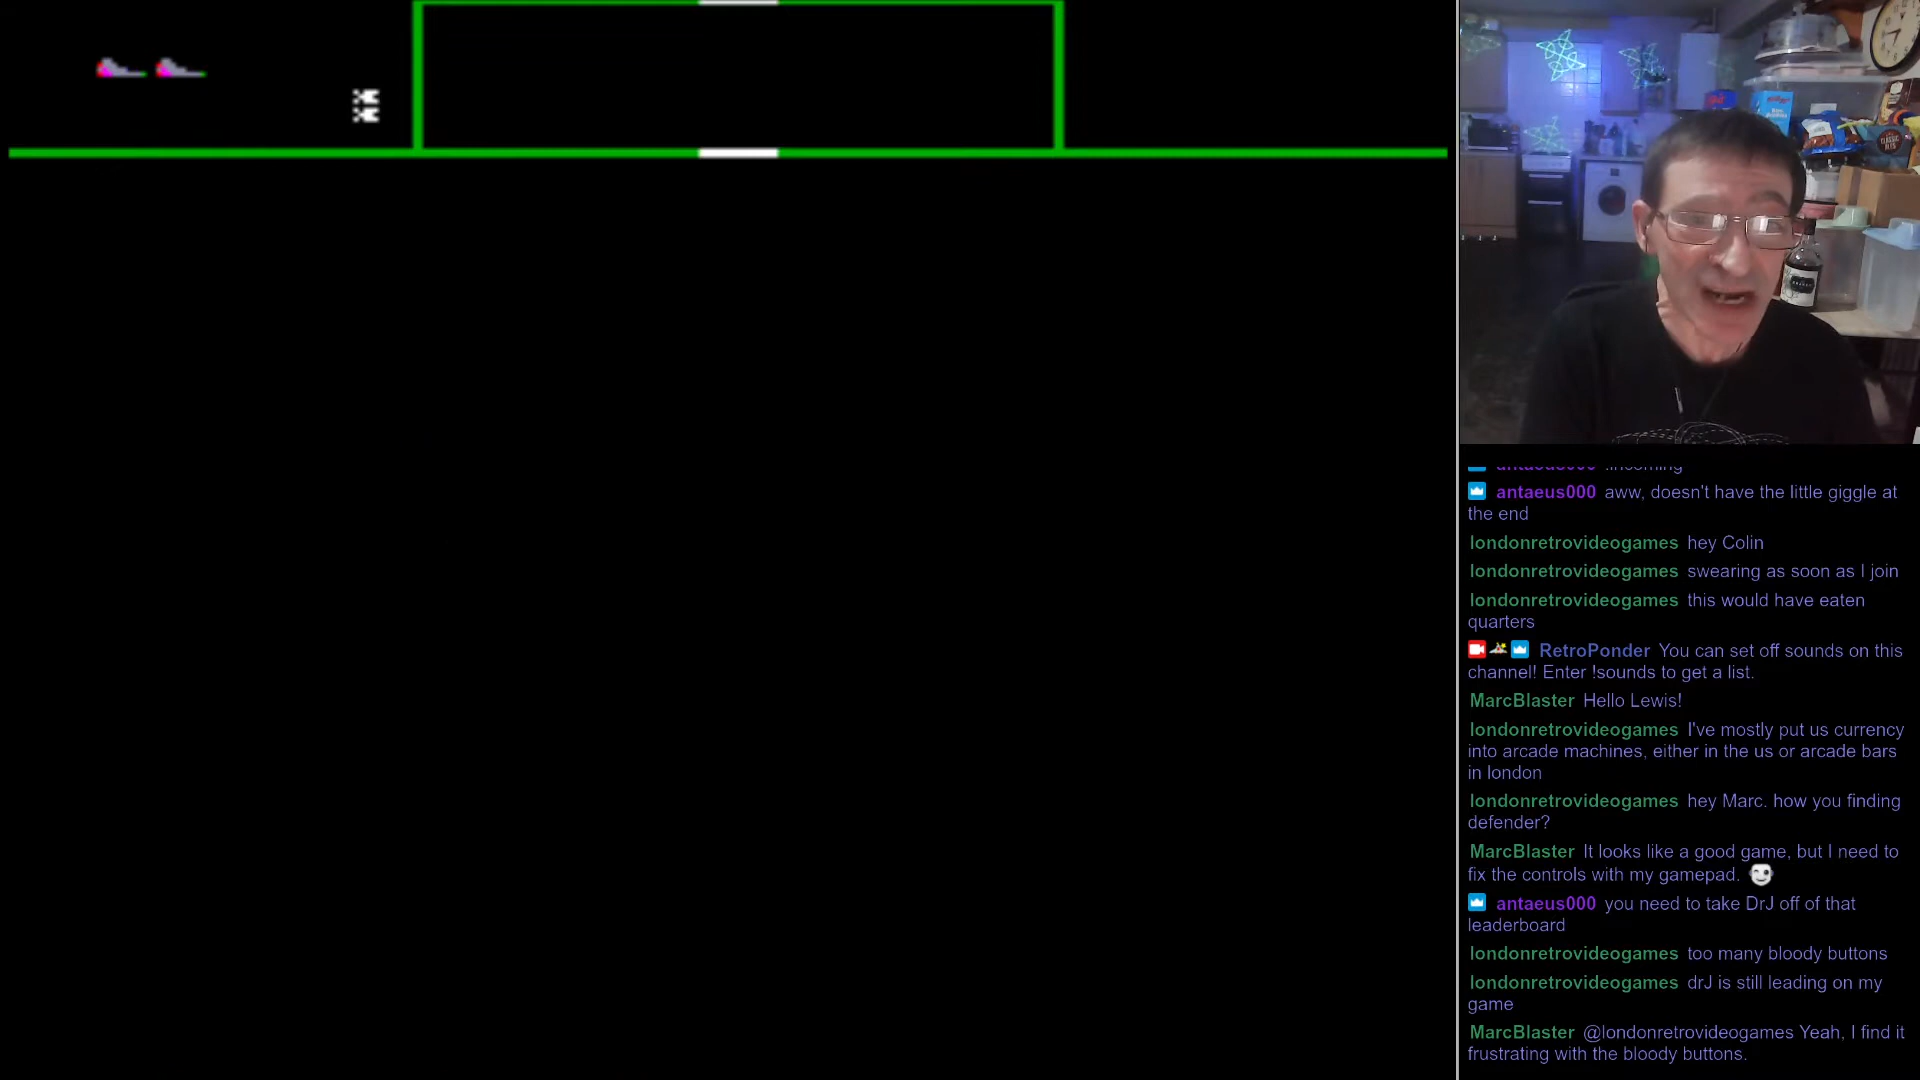 antaeus000 aww, doesn't have the little giggle at
the end
londonretrovideogames hey Colin
londonretrovideogames swearing as soon as I join
londonretrovideogames this would have eaten
quarters
RetroPonder You can set off sounds on this
channel! Enter !sounds to get a list.
MarcBlaster Hello Lewis!
londonretrovideogames I've mostly put us currency
into arcade machines, either in the us or arcade bars
in london
londonretrovideogames hey Marc. how you finding
defender?
MarcBlaster It looks like a good game, but I need to
fix the controls with my gamepad.
antaeus000 you need to take DrJ off of that
leaderboard
londonretrovideogames too many bloody buttons
londonretrovideogames drJ is still leading on my
game
MarcBlaster @londonretrovideogames Yeah, I find it
frustrating with the bloody buttons.